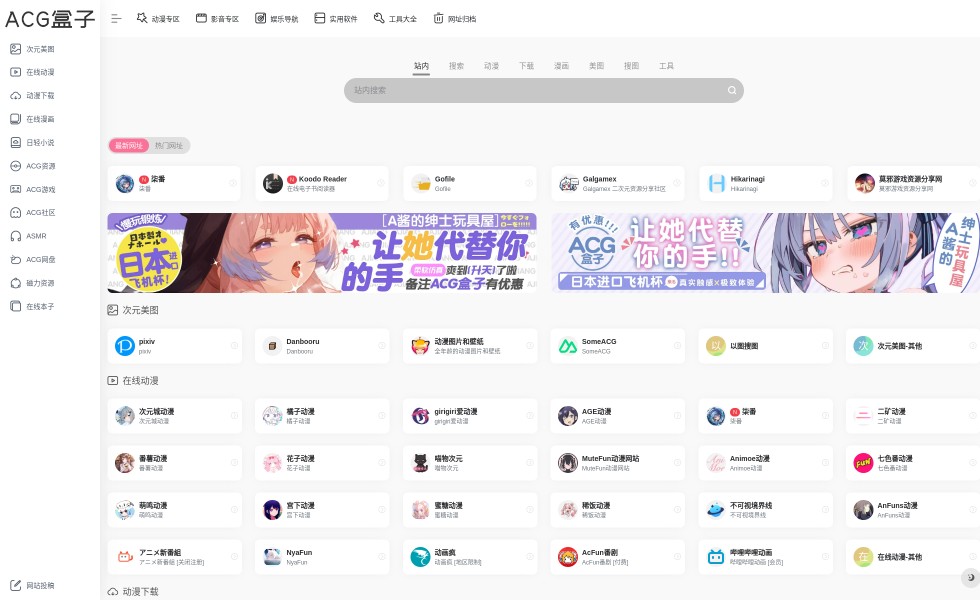 ACG盒子
动漫专区
影音专区
娱乐导航
实用软件
工具大全
网址归档
次元美图
在线动漫
动漫下载
在线漫画
日轻小说
ACG资源
ACG游戏
ACG社区
ASMR
ACG网盘
磁力资源
在线本子
网站投稿
站内
搜索
动漫
下载
漫画
美图
搜图
工具
站内搜索
最新网址
热门网址
N 柒番
柒番
N Koodo Reader
在线电子书阅读器
Gofile
Gofile
Galgamex
Galgamex 二次元资源分享社区
Hikarinagi
Hikarinagi
莫邪游戏资源分享网
莫邪游戏资源分享网
日本製オナホール
日本进口
飞机杯!
[A酱的绅士玩具屋]
让她代替你的手
柔软仿真
爽到(升天)了啦
备注ACG盒子有优惠
有优惠!!
ACG
盒子
让她代替
你的手!!
日本进口飞机杯
真实触感×极致体验
A酱的
绅士玩具屋
次元美图
pixiv
pixiv
Danbooru
Danbooru
动漫图片和壁纸
全年龄的动漫图片和壁纸
SomeACG
SomeACG
以
以图搜图
次
次元美图-其他
在线动漫
次元城动漫
次元城动漫
橘子动漫
橘子动漫
girigiri爱动漫
girigiri爱动漫
AGE动漫
AGE动漫
N 柒番
柒番
二矿动漫
二矿动漫
番薯动漫
番薯动漫
花子动漫
花子动漫
喵物次元
喵物次元
MuteFun动漫网站
MuteFun动漫网站
Animoe动漫
Animoe动漫
FUN
七色番动漫
七色番动漫
萌鸣动漫
萌鸣动漫
宫下动漫
宫下动漫
蜜糖动漫
蜜糖动漫
稀饭动漫
稀饭动漫
不可视境界线
不可视境界线
AnFuns动漫
AnFuns动漫
アニメ新番組
アニメ新番組 [关闭注册]
NyaFun
NyaFun
动画疯
动画疯 [地区限制]
AcFun番剧
AcFun番剧 [付费]
哔哩哔哩动画
哔哩哔哩动画 [会员]
在
在线动漫-其他
动漫下载